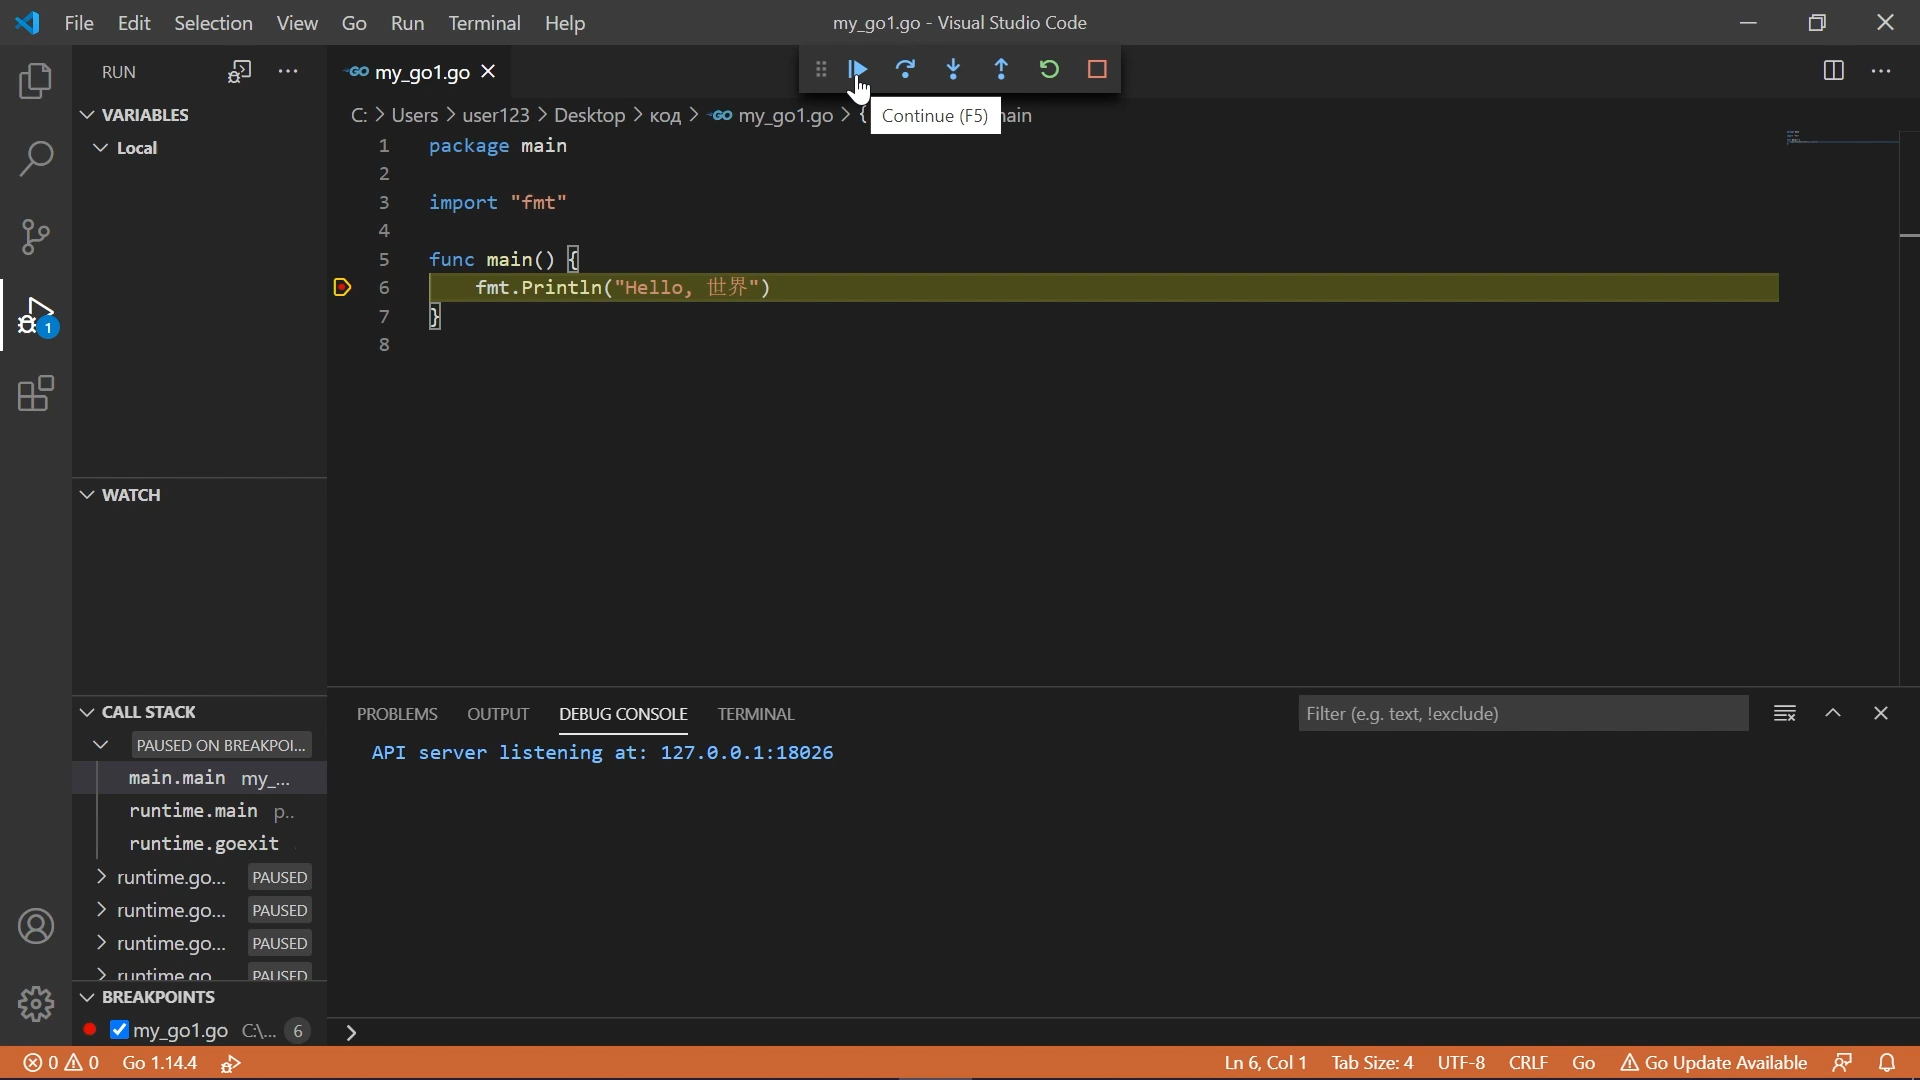 File Edit Selection View Go Run Terminal Help
my_go1.go - Visual Studio Code
RUN
my_go1.go
Continue (F5)
VARIABLES
Local
C: > Users > user123 > Desktop > код > my_go1.go > {
ain
1 package main
2
3 import "fmt"
4
5 func main() {
6 fmt.Println("Hello, 世界")
7 }
8
WATCH
CALL STACK
PAUSED ON BREAKPOI...
main.main my_...
runtime.main p..
runtime.goexit
runtime.go... PAUSED
runtime.go... PAUSED
runtime.go... PAUSED
runtime.go PAUSED
BREAKPOINTS
my_go1.go C:\... 6
PROBLEMS OUTPUT DEBUG CONSOLE TERMINAL
Filter (e.g. text, !exclude)
API server listening at: 127.0.0.1:18026
>
0 0 Go 1.14.4
Ln 6, Col 1 Tab Size: 4 UTF-8 CRLF Go Go Update Available
1